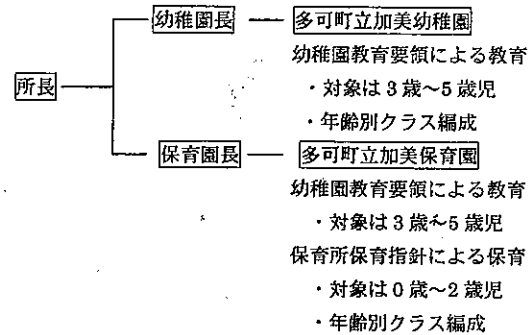 幼稚園長 多可町立加美幼稚園
幼稚園教育要領による教育
・対象は3歳～5歳児
所長
・年齢別クラス編成
保育園長 多可町立加美保育園
幼稚園教育要領による教育
・対象は3歳～5歳児
保育所保育指針による保育
・対象は0歳～2歳児
・年齢別クラス編成